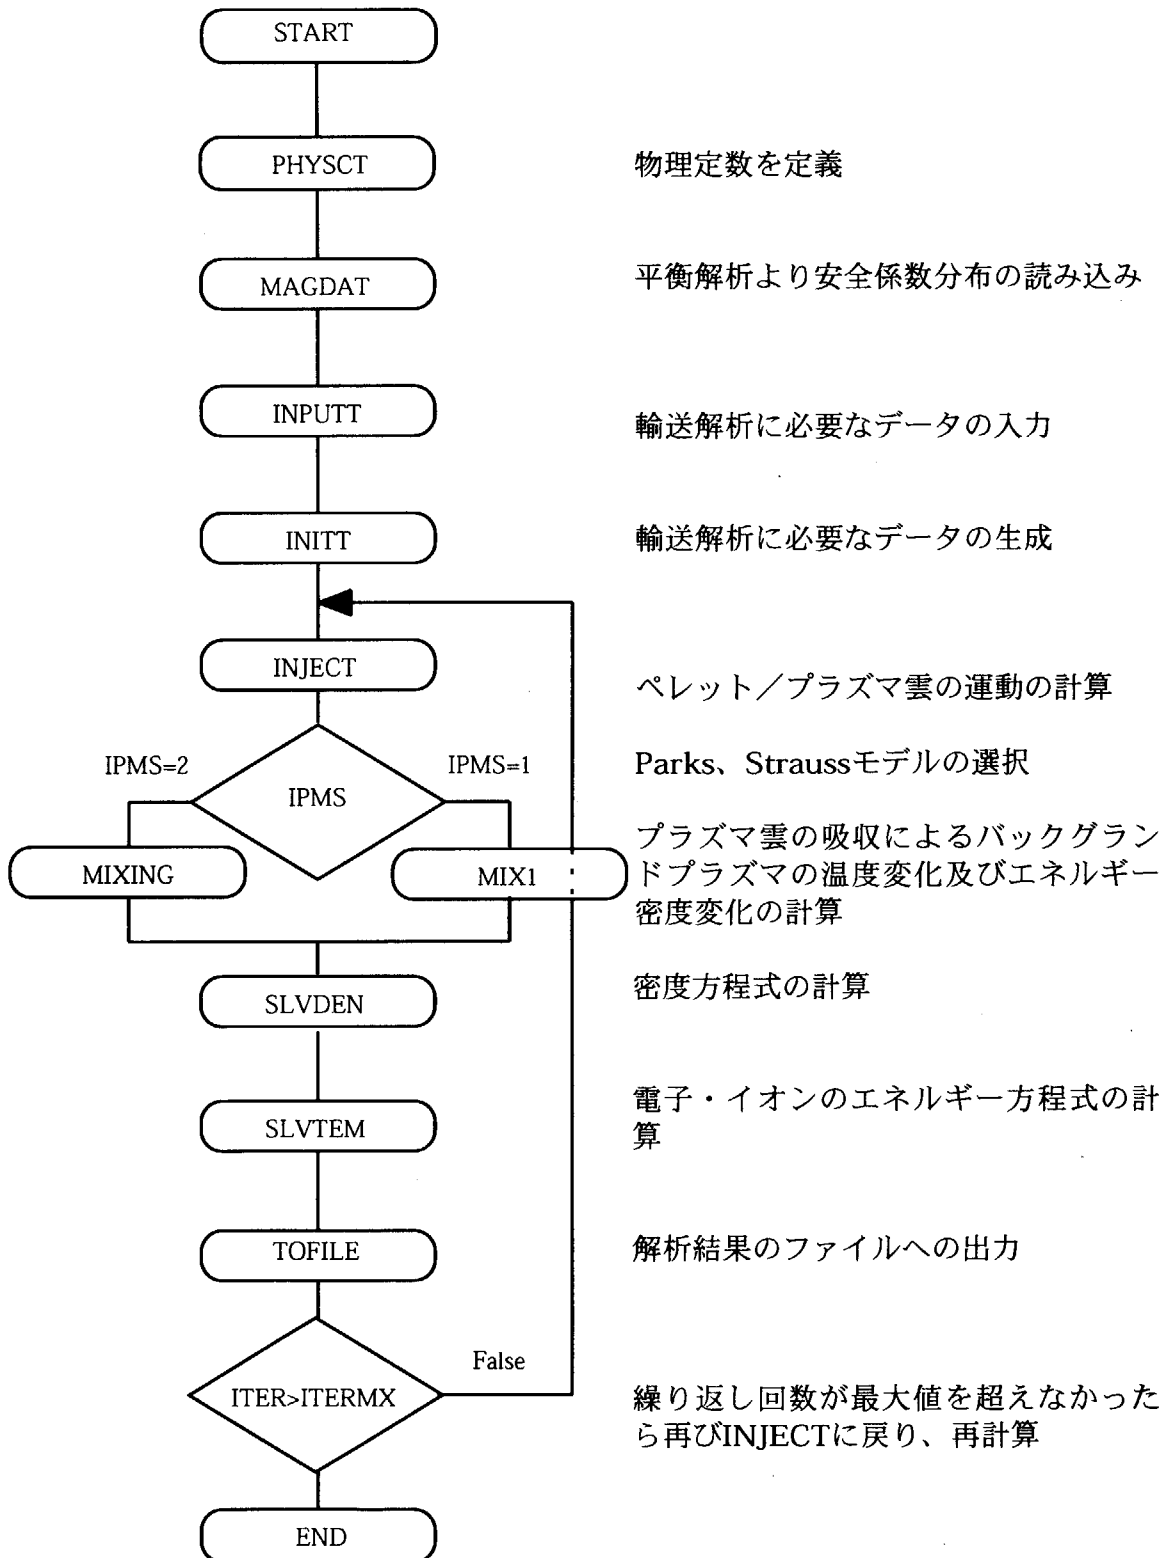 START
PHYSCT
物理定数を定義
MAGDAT
平衡解析より安全係数分布の読み込み
INPUTT
輸送解析に必要なデータの入力
INITT
輸送解析に必要なデータの生成
INJECT
ペレット／プラズマ雲の運動の計算
IPMS=2
IPMS=1
IPMS
Parks、Straussモデルの選択
MIXING
MIX1
プラズマ雲の吸収によるバックグラン
ドプラズマの温度変化及びエネルギー
密度変化の計算
SLVDEN
密度方程式の計算
SLVTEM
電子・イオンのエネルギー方程式の計
算
TOFILE
解析結果のファイルへの出力
False
ITER>ITERMX
繰り返し回数が最大値を超えなかった
ら再びINJECTに戻り、再計算
END